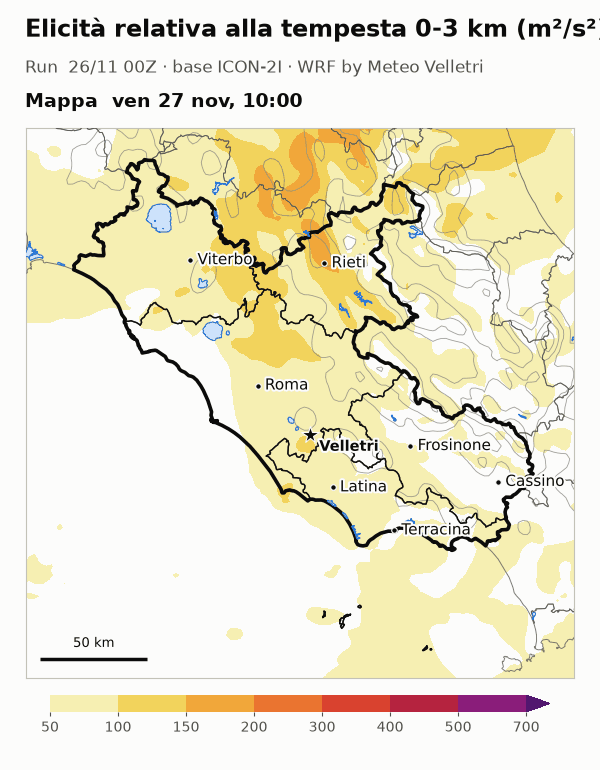 Elicità relativa alla tempesta 0-3 km (m²/s²)
Run  26/11 00Z · base ICON-2I · WRF by Meteo Velletri
Mappa  ven 27 nov, 10:00
Viterbo
Rieti
Roma
Velletri
Frosinone
Cassino
Latina
Terracina
50 km
50 100 150 200 300 400 500 700